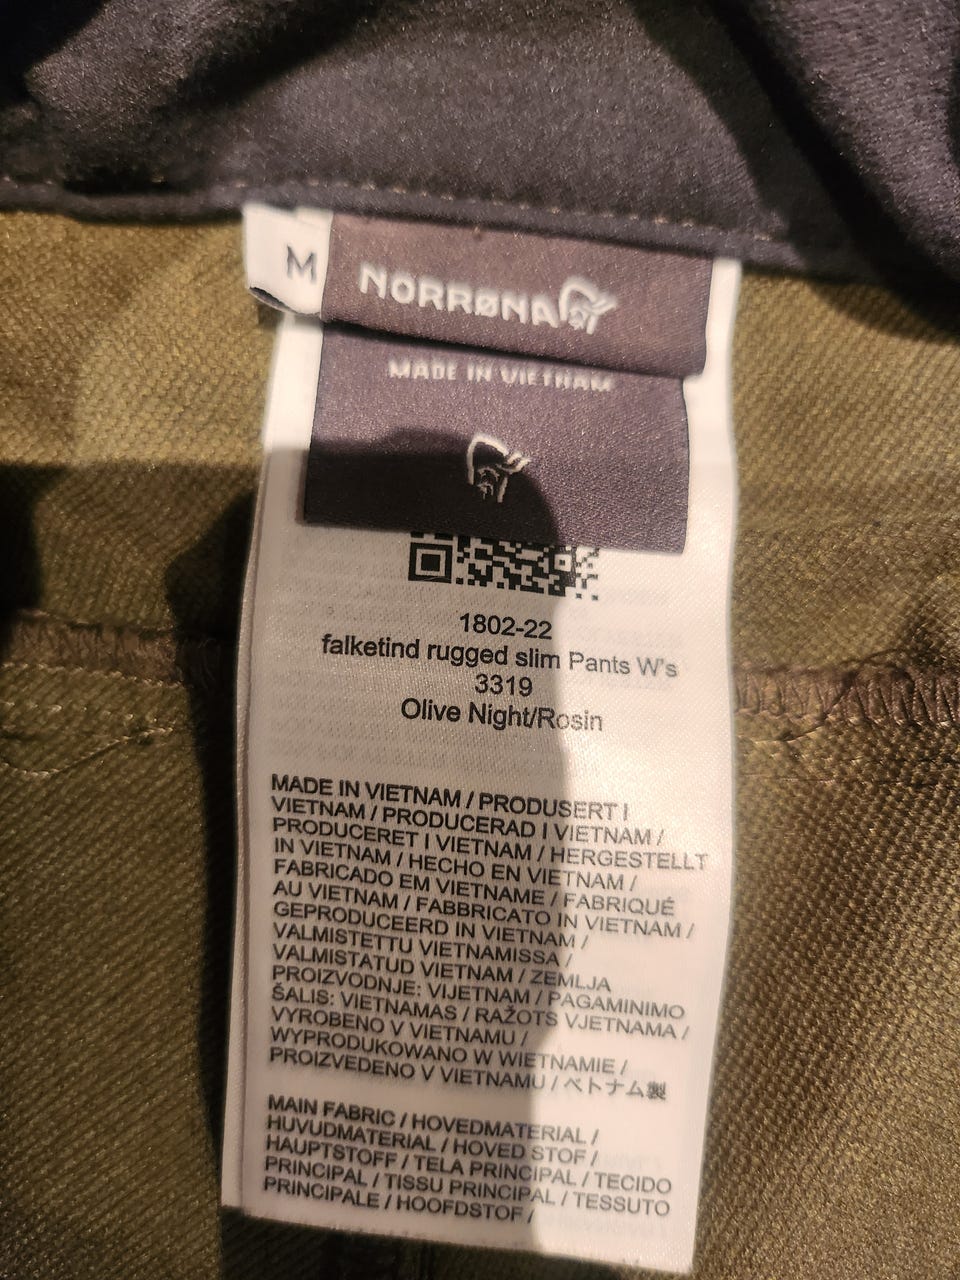 M
NORRØNA
MADE IN VIETNAM
1802-22
falketind rugged slim Pants W's
3319
Olive Night/Rosin
MADE IN VIETNAM / PRODUSERT I
VIETNAM / PRODUCERAD I VIETNAM /
PRODUCERET I VIETNAM / HERGESTELLT
IN VIETNAM / HECHO EN VIETNAM /
FABRICADO EM VIETNAME / FABRIQUÉ
AU VIETNAM / FABBRICATO IN VIETNAM /
GEPRODUCEERD IN VIETNAM /
VALMISTETTU VIETNAMISSA /
VALMISTATUD VIETNAM / ZEMLJA
PROIZVODNJE: VIJETNAM / PAGAMINIMO
ŠALIS: VIETNAMAS / RAŽOTS VJETNAMA /
VYROBENO V VIETNAMU /
WYPRODUKOWANO W WIETNAMIE /
PROIZVEDENO V VIETNAMU / ベトナム製
MAIN FABRIC / HOVEDMATERIAL /
HUVUDMATERIAL / HOVED STOF /
HAUPTSTOFF / TELA PRINCIPAL / TECIDO
PRINCIPAL / TISSU PRINCIPAL / TESSUTO
PRINCIPALE / HOOFDSTOF /